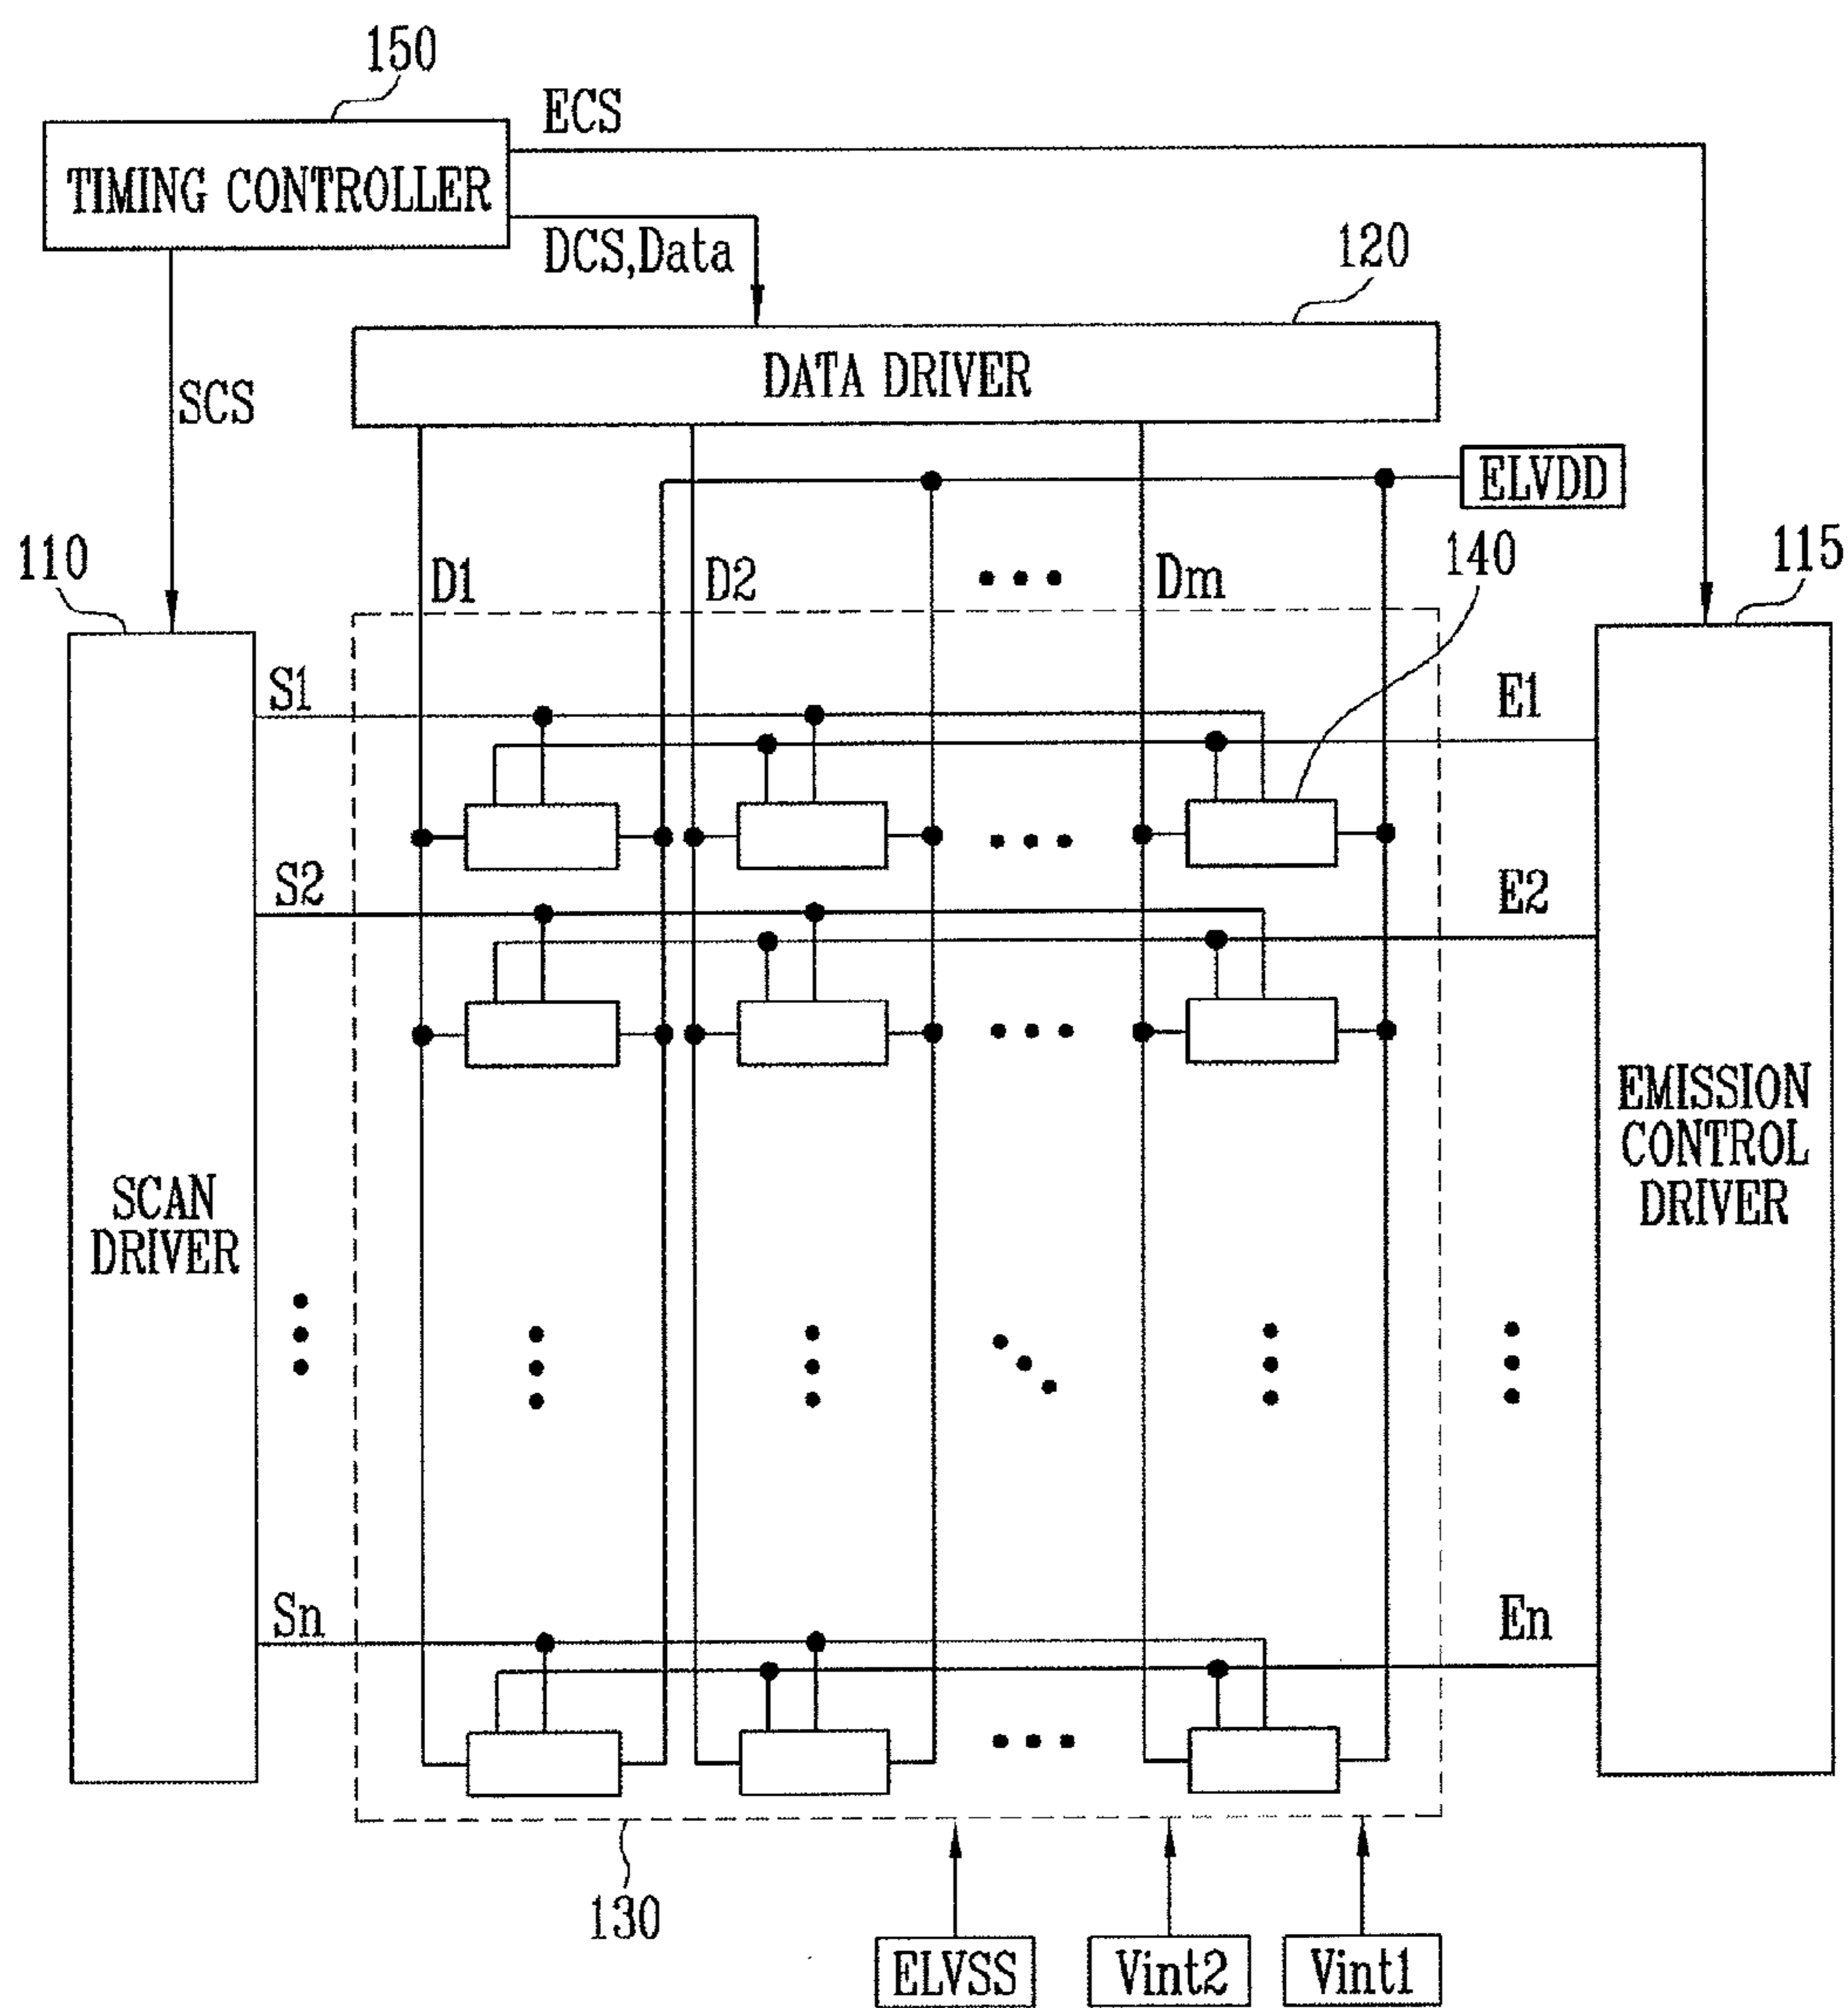 150
ECS
TIMING CONTROLLER
DCS,Data
120
DATA DRIVER
SCS
ELVDD
110
D1
D2
Dm
140
115
S1
E1
S2
E2
EMISSION
CONTROL
DRIVER
SCAN
DRIVER
Sn
En
130
ELVSS
Vint2
Vint1